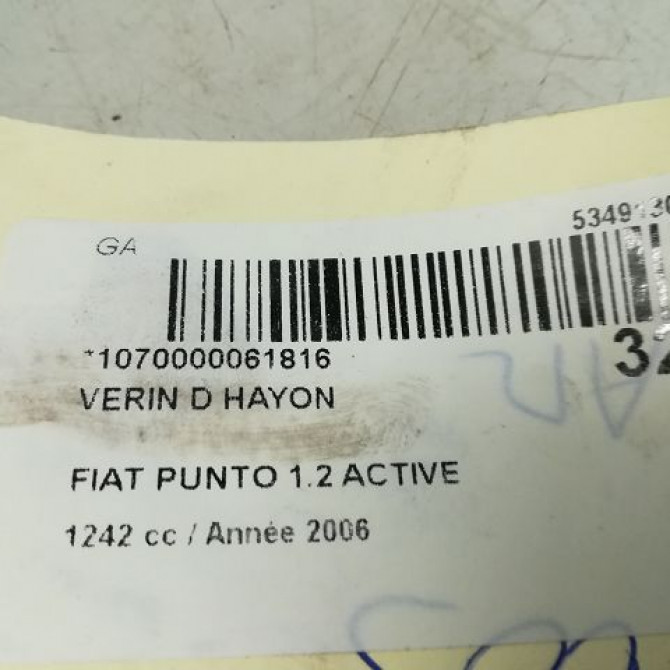 GA
*1070000061816
VERIN D HAYON
FIAT PUNTO 1.2 ACTIVE
1242 cc / Année 2006